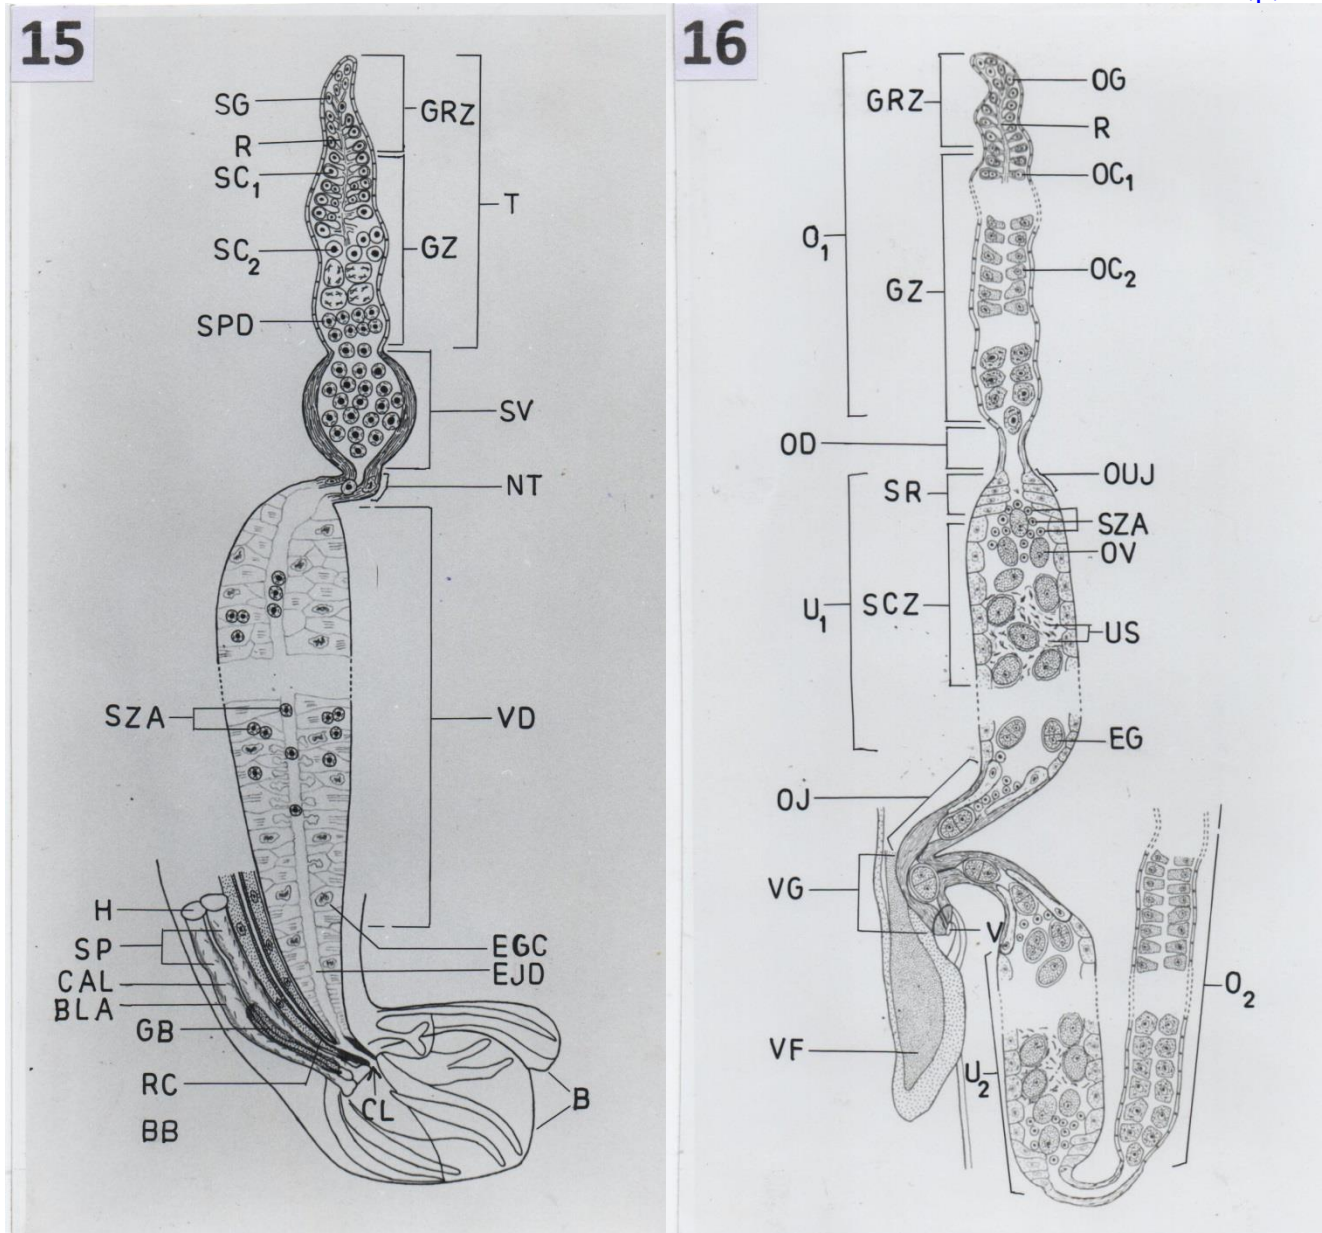 15
SG
GRZ
R
SC1
T
SC2
GZ
SPD
SV
NT
SZA
VD
H
SP
EGC
CAL
EJD
BLA
GB
RC
CL
B
BB
16
OG
GRZ
R
OC1
O1
OC2
GZ
OD
OUJ
SR
SZA
OV
U1
SCZ
US
EG
OJ
VG
V
O2
VF
U2